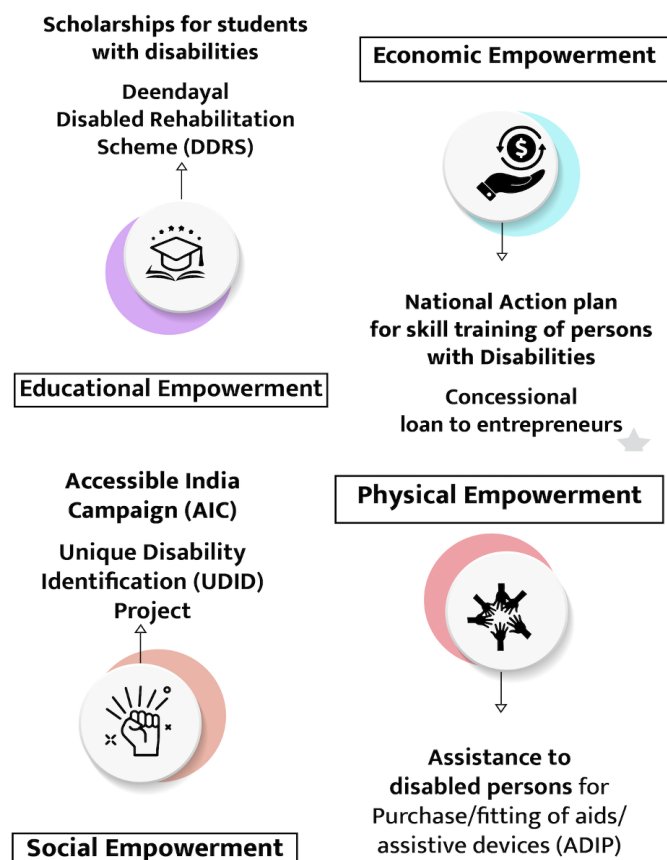 Scholarships for students
with disabilities
Deendayal
Disabled Rehabilitation
Scheme (DDRS)
Educational Empowerment
Economic Empowerment
$
National Action plan
for skill training of persons
with Disabilities
Concessional
loan to entrepreneurs
Accessible India
Campaign (AIC)
Unique Disability
Identification (UDID)
Project
Social Empowerment
Physical Empowerment
Assistance to
disabled persons for
Purchase/fitting of aids/
assistive devices (ADIP)